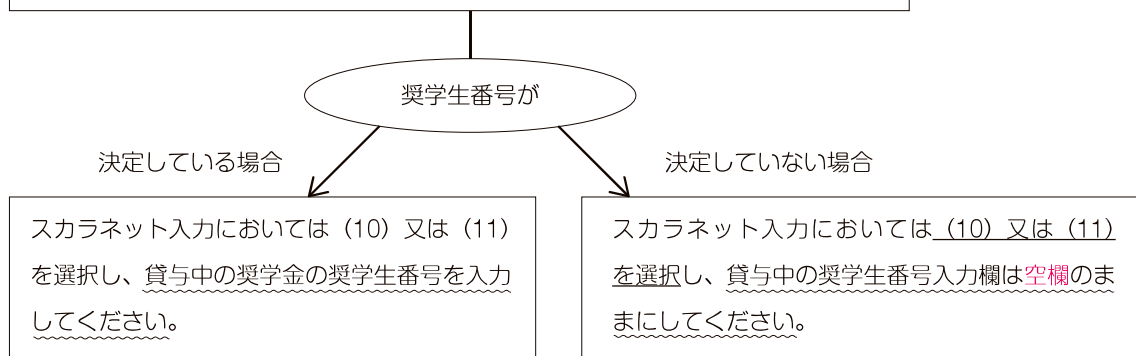 奨学生番号が
決定している場合
決定していない場合
スカラネット入力においては（10）又は（11）
を選択し、貸与中の奨学金の奨学生番号を入力
してください。
スカラネット入力においては（10）又は（11）
を選択し、貸与中の奨学生番号入力欄は空欄のま
まにしてください。